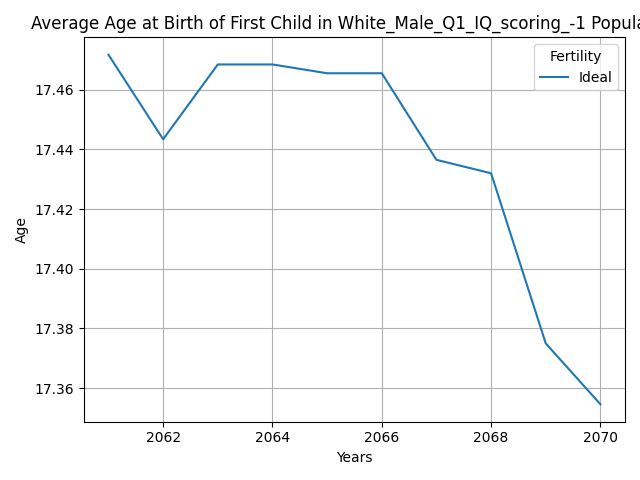 Average Age at Birth of First Child in White_Male_Q1_IQ_scoring_-1 Popula
Fertility
Ideal
17.46
17.44
17.42
17.40
17.38
17.36
Age
2062 2064 2066 2068 2070
Years